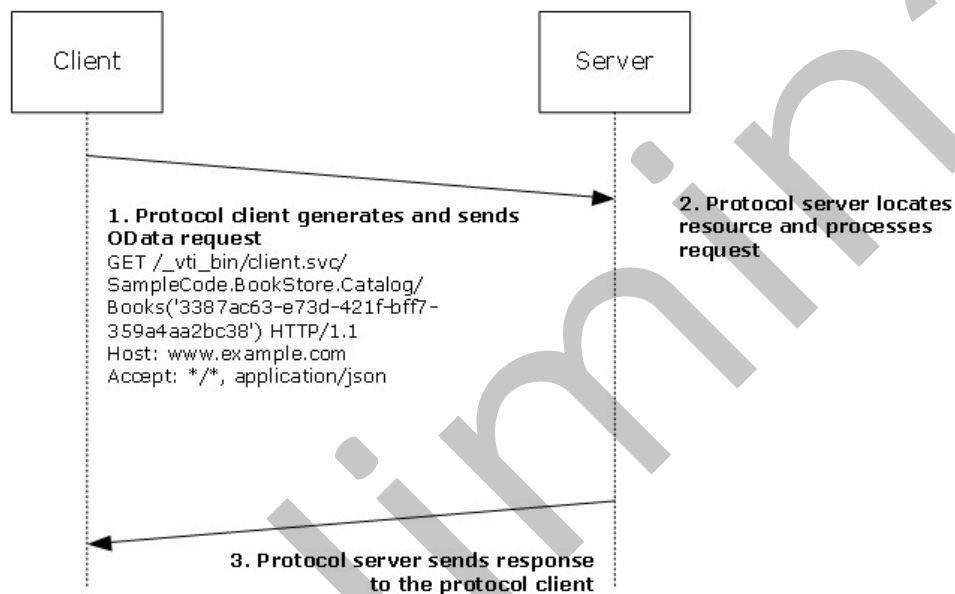 Client
Server
1. Protocol client generates and sends
OData request
GET /_vti_bin/client.svc/
SampleCode.BookStore.Catalog/
Books('3387ac63-e73d-421f-bff7-
359a4aa2bc38') HTTP/1.1
Host: www.example.com
Accept: */*, application/json
2. Protocol server locates
resource and processes
request
3. Protocol server sends response
to the protocol client